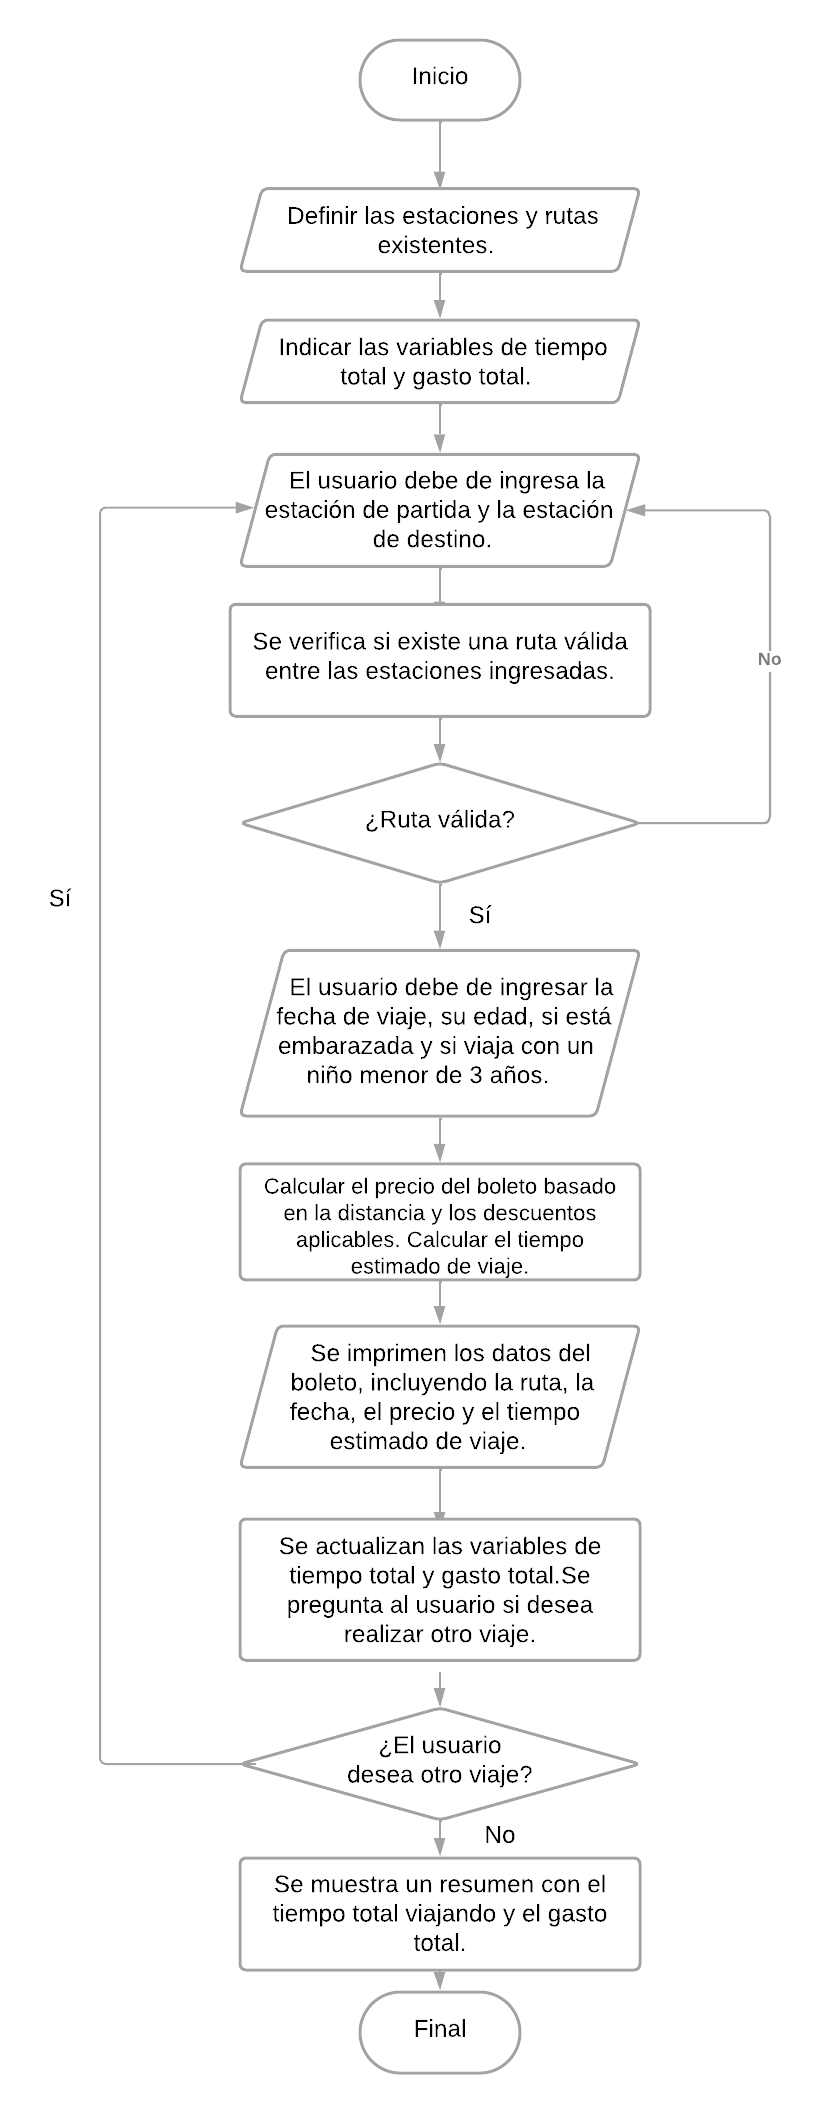 Inicio
Definir las estaciones y rutas
existentes.
Indicar las variables de tiempo
total y gasto total.
El usuario debe de ingresa la
estación de partida y la estación
de destino.
Se verifica si existe una ruta válida
entre las estaciones ingresadas.
No
¿Ruta válida?
Sí
Sí
El usuario debe de ingresar la
fecha de viaje, su edad, si está
embarazada y si viaja con un
niño menor de 3 años.
Calcular el precio del boleto basado
en la distancia y los descuentos
aplicables. Calcular el tiempo
estimado de viaje.
Se imprimen los datos del
boleto, incluyendo la ruta, la
fecha, el precio y el tiempo
estimado de viaje.
Se actualizan las variables de
tiempo total y gasto total.Se
pregunta al usuario si desea
realizar otro viaje.
¿El usuario
desea otro viaje?
No
Se muestra un resumen con el
tiempo total viajando y el gasto
total.
Final